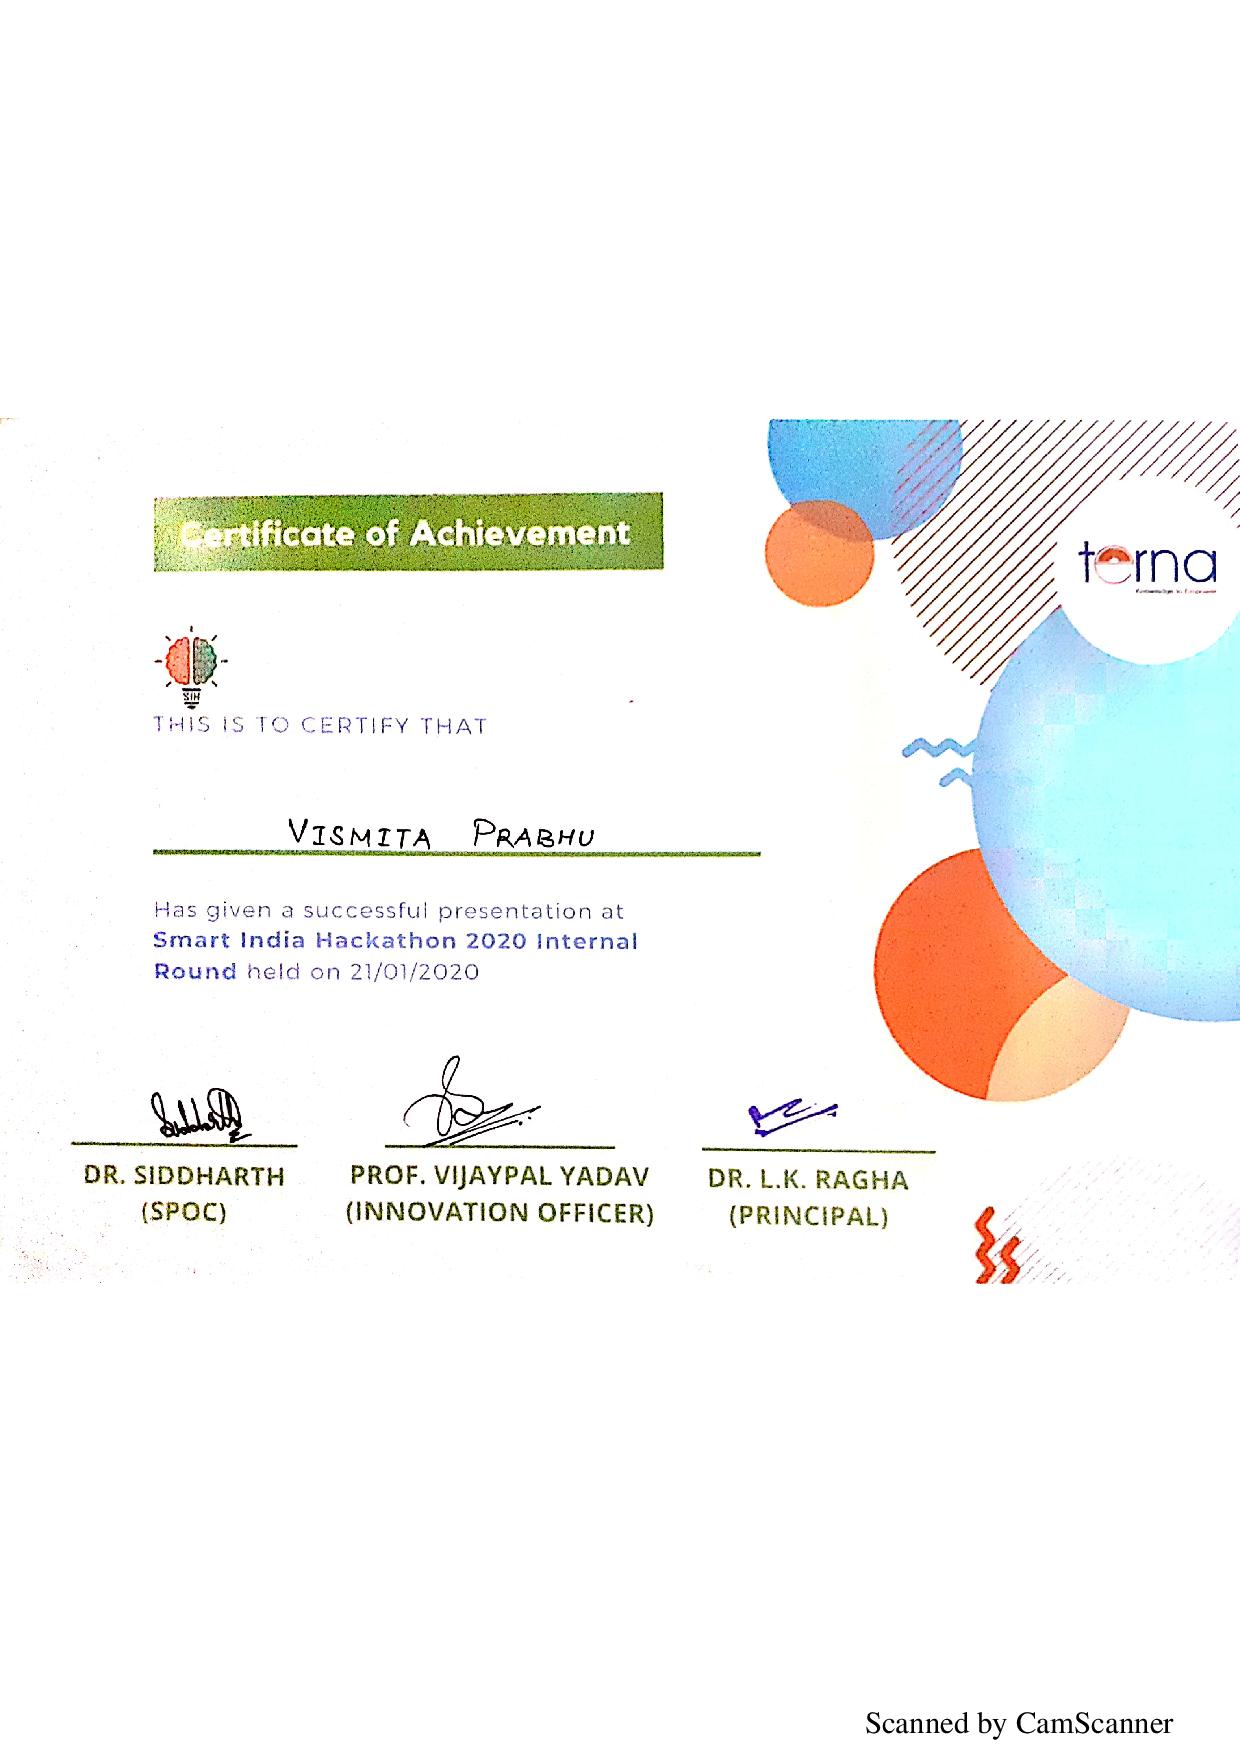 Certificate of Achievement
terna
SIH
THIS IS TO CERTIFY THAT
VISMITA PRABHU
Has given a successful presentation at
Smart India Hackathon 2020 Internal
Round held on 21/01/2020
Siddharth
DR. SIDDHARTH PROF. VIJAYPAL YADAV DR. L.K. RAGHA
(SPOC) (INNOVATION OFFICER) (PRINCIPAL)
Scanned by CamScanner